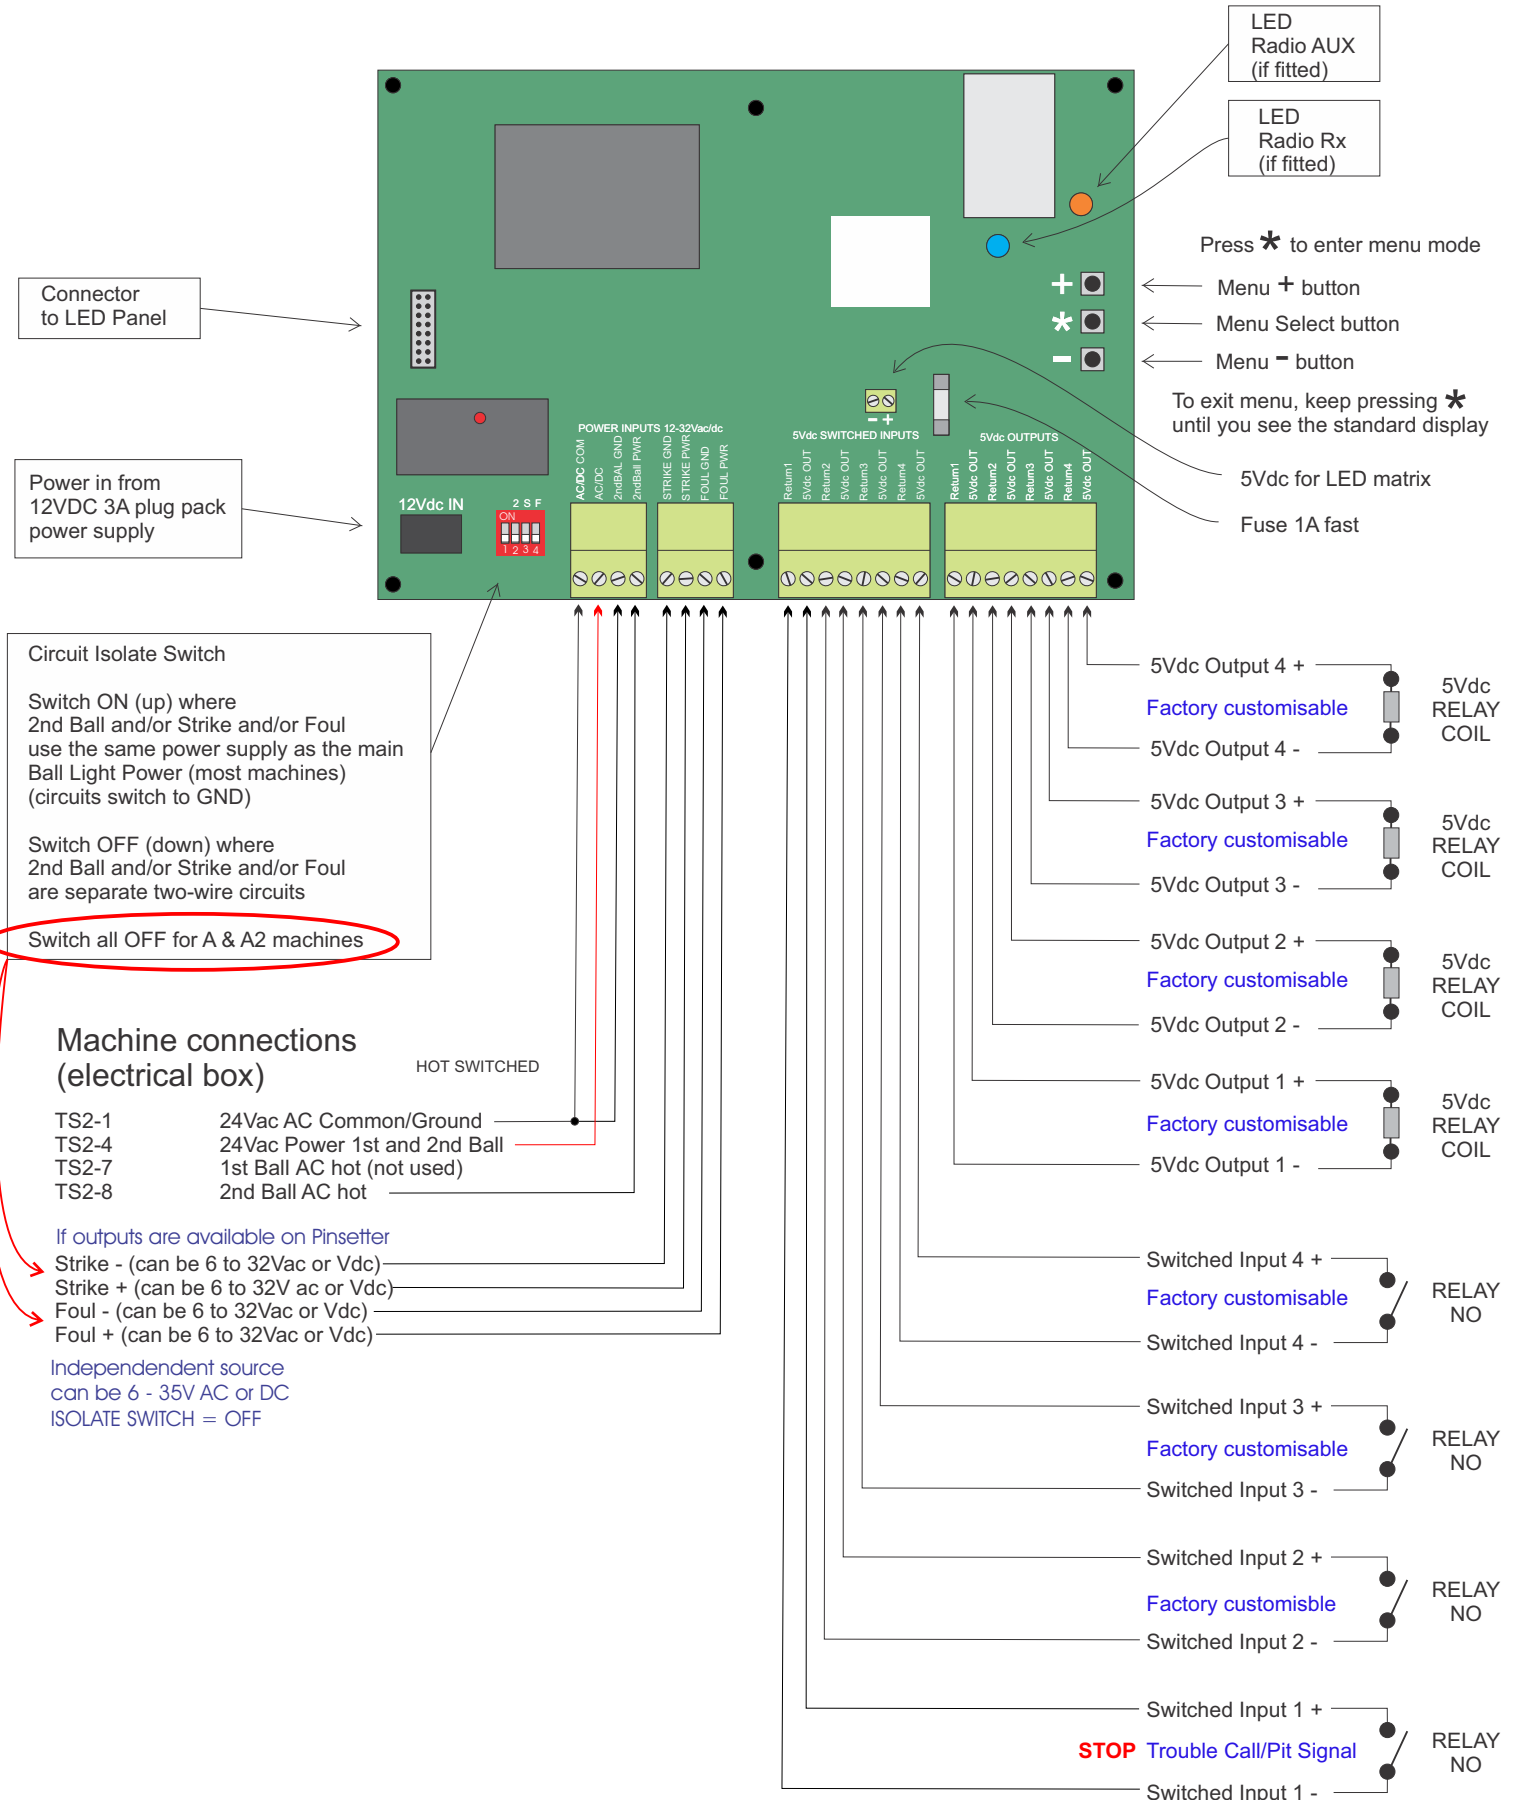 LED
Radio AUX
(if fitted)
LED
Radio Rx
(if fitted)
Press * to enter menu mode
+
Menu + button
*
Menu Select button
-
Menu - button
To exit menu, keep pressing *
until you see the standard display
Connector
to LED Panel
- +
5Vdc for LED matrix
Fuse 1A fast
Power in from
12VDC 3A plug pack
power supply
12Vdc IN
2 S F
ON
1 2 3 4
POWER INPUTS 12-32Vac/dc
AC/DC COM
AC/DC
2ndBAL GND
2ndBall PWR
STRIKE GND
STRIKE PWR
FOUL GND
FOUL PWR
5Vdc SWITCHED INPUTS
Return1
5Vdc OUT
Return2
5Vdc OUT
Return3
5Vdc OUT
Return4
5Vdc OUT
5Vdc OUTPUTS
Return1
5Vdc OUT
Return2
5Vdc OUT
Return3
5Vdc OUT
Return4
5Vdc OUT
Circuit Isolate Switch
Switch ON (up) where
2nd Ball and/or Strike and/or Foul
use the same power supply as the main
Ball Light Power (most machines)
(circuits switch to GND)
Switch OFF (down) where
2nd Ball and/or Strike and/or Foul
are separate two-wire circuits
Switch all OFF for A & A2 machines
Machine connections
(electrical box)
HOT SWITCHED
TS2-1 24Vac AC Common/Ground
TS2-4 24Vac Power 1st and 2nd Ball
TS2-7 1st Ball AC hot (not used)
TS2-8 2nd Ball AC hot
If outputs are available on Pinsetter
Strike - (can be 6 to 32Vac or Vdc)
Strike + (can be 6 to 32V ac or Vdc)
Foul - (can be 6 to 32Vac or Vdc)
Foul + (can be 6 to 32Vac or Vdc)
Independendent source
can be 6 - 35V AC or DC
ISOLATE SWITCH = OFF
5Vdc Output 4 +
Factory customisable
5Vdc Output 4 -
5Vdc
RELAY
COIL
5Vdc Output 3 +
Factory customisable
5Vdc Output 3 -
5Vdc
RELAY
COIL
5Vdc Output 2 +
Factory customisable
5Vdc Output 2 -
5Vdc
RELAY
COIL
5Vdc Output 1 +
Factory customisable
5Vdc Output 1 -
5Vdc
RELAY
COIL
Switched Input 4 +
Factory customisable
Switched Input 4 -
RELAY
NO
Switched Input 3 +
Factory customisable
Switched Input 3 -
RELAY
NO
Switched Input 2 +
Factory customisble
Switched Input 2 -
RELAY
NO
Switched Input 1 +
STOP Trouble Call/Pit Signal
Switched Input 1 -
RELAY
NO